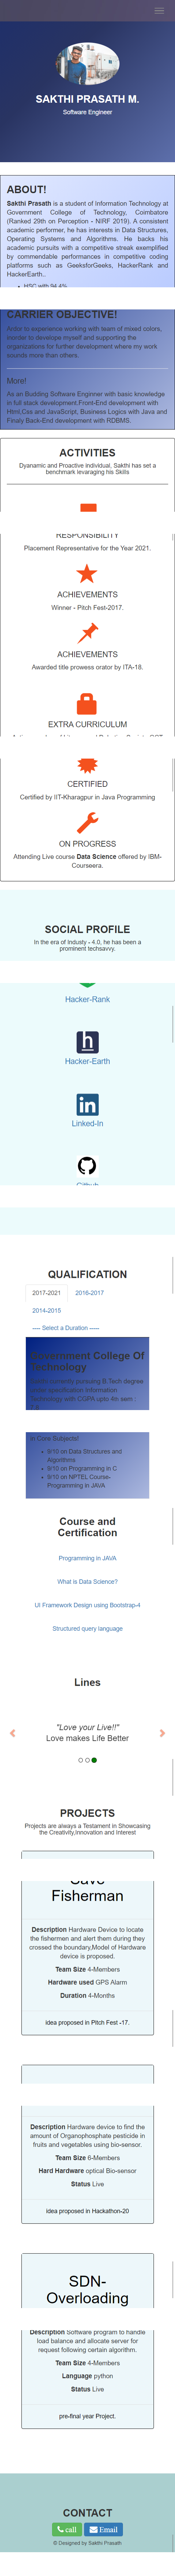 SAKTHI PRASATH M.
Software Engineer
ABOUT!
Sakthi Prasath is a student of Information Technology at
Government College of Technology, Coimbatore
(Ranked 29th on Perception - NIRF 2019). A consistent
academic performer, he has interests in Data Structures,
Operating Systems and Algorithms. He backs his
academic pursuits with a competitive streak exemplified
by commendable performances in competitive coding
platforms such as GeeksforGeeks, HackerRank and
HackerEarth..
HSC with 94.4%
CARRIER OBJECTIVE!
to experience working with team of mixed colors,
similar to develope myself and supporting the
organizations for further development where my work
sounds more than others.
More!
As an Budding Software Enginner with basic knowledge
in full stack development,Front-End development with
Html,Css and JavaScript, Business Logics with Java and
Finaly Back-End development with RDBMS.
ACTIVITIES
Dynamic and Proactive individual, Sakthi has set a
benchmark leveraging his Skills
RESPONSIBILITY
Placement Representative for the Year 2021.
ACHIEVEMENTS
Winner - Pitch Fest-2017.
ACHIEVEMENTS
Awarded title prowess orator by ITA-18.
EXTRA CURRICULUM
CERTIFIED
Certified by IIT-Kharagpur in Java Programming
ON PROGRESS
Attending Live course Data Science offered by IBM-
Courseera.
SOCIAL PROFILE
In the era of Industy - 4.0, he has been a
prominent techsavvy.
Hacker-Rank
h
Hacker-Earth
in
Linked-In
Github
QUALIFICATION
2017-2021 2016-2017
2014-2015
---- Select a Duration -----
Government College Of
Technology
currently pursuing B.Tech degree
specification Information
Technology with CGPA upto 4th sem :
In Core Subjects!
9/10 on Data Structures and
Algorithms
9/10 on Programming in C
9/10 on NPTEL Course-
Programming in JAVA
Course and
Certification
Programming in JAVA
What is Data Science?
UI Framework Design using Bootstrap-4
Structured query language
Lines
"Love your Live!!"
Love makes Life Better
PROJECTS
Projects are always a Testament in Showcasing
the Creativity,Innovation and Interest
Save
Fisherman
Description Hardware Device to locate
the fishermen and alert them during they
crossed the boundary,Model of Hardware
device is proposed.
Team Size 4-Members
Hardware used GPS Alarm
Duration 4-Months
idea proposed in Pitch Fest -17.
Description Hardware device to find the
amount of Organophosphate pesticide in
fruits and vegetables using bio-sensor.
Team Size 6-Members
Hard Hardware optical Bio-sensor
Status Live
idea proposed in Hackathon-20
SDN-
Overloading
Description Software program to handle
load balance and allocate server for
request following certain algorithm.
Team Size 4-Members
Language python
Status Live
pre-final year Project.
CONTACT
call Email
© Designed by Sakthi Prasath